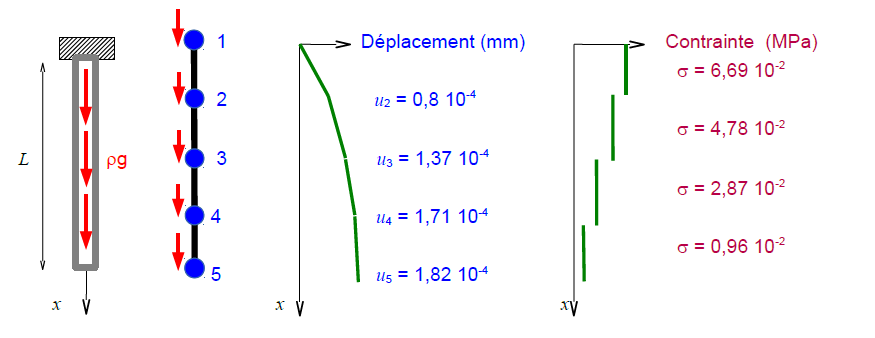 1 Déplacement (mm) Contrainte (MPa)
σ = 6,69 10⁻²
2 u₂ = 0,8 10⁻⁴
σ = 4,78 10⁻²
L ρg 3 u₃ = 1,37 10⁻⁴
σ = 2,87 10⁻²
4 u₄ = 1,71 10⁻⁴
σ = 0,96 10⁻²
5 u₅ = 1,82 10⁻⁴
x x x